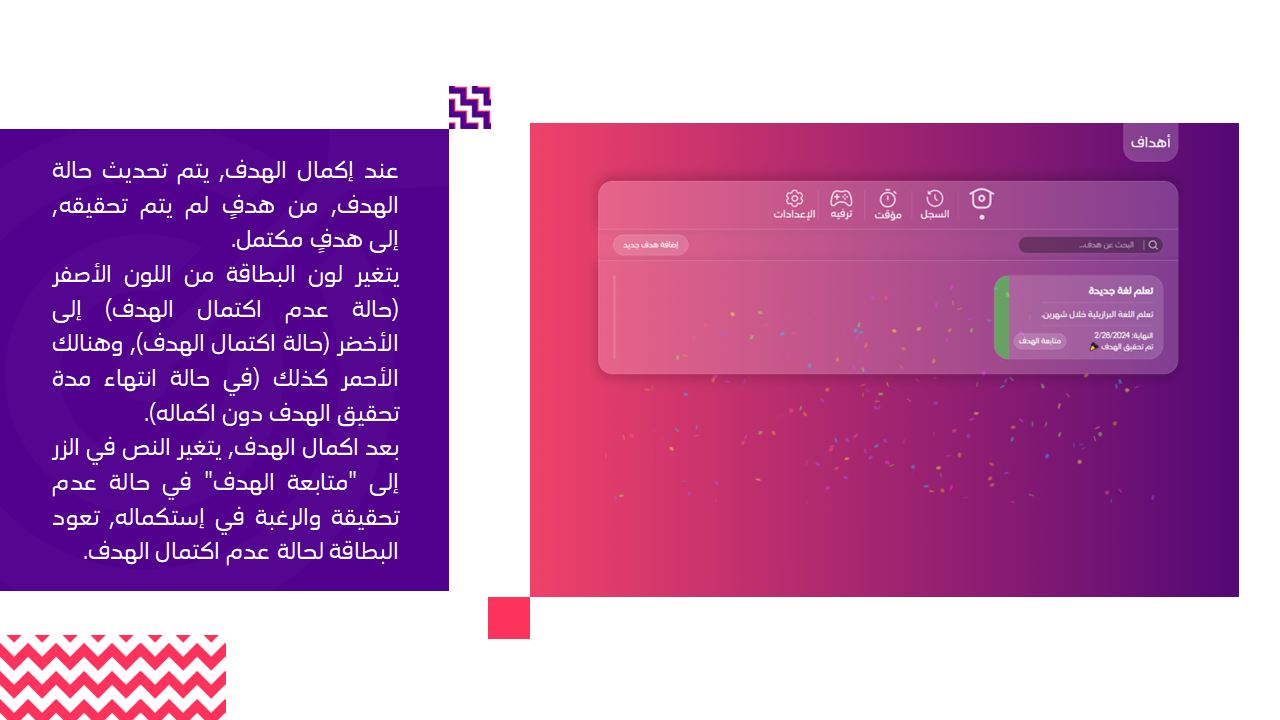 عند إكمال الهدف, يتم تحديث حالة
الهدف, من هدفٍ لم يتم تحقيقه,
إلى هدفٍ مكتمل.
يتغير لون البطاقة من اللون الأصفر
(حالة عدم اكتمال الهدف) إلى
الأخضر (حالة اكتمال الهدف), وهنالك
الأحمر كذلك (في حالة انتهاء مدة
تحقيق الهدف دون اكماله).
بعد اكمال الهدف, يتغير النص في الزر
إلى "متابعة الهدف" في حالة عدم
تحقيقة والرغبة في إستكماله, تعود
البطاقة لحالة عدم اكتمال الهدف.
أهداف
السجل
مؤقت
ترفيه
الإعدادات
البحث عن هدف...
إضافة هدف جديد
تعلم لغة جديدة
تعلم اللغة البرازيلية خلال شهرين.
النهاية: 2/28/2024
تم تحقيق الهدف 🎉
متابعة الهدف